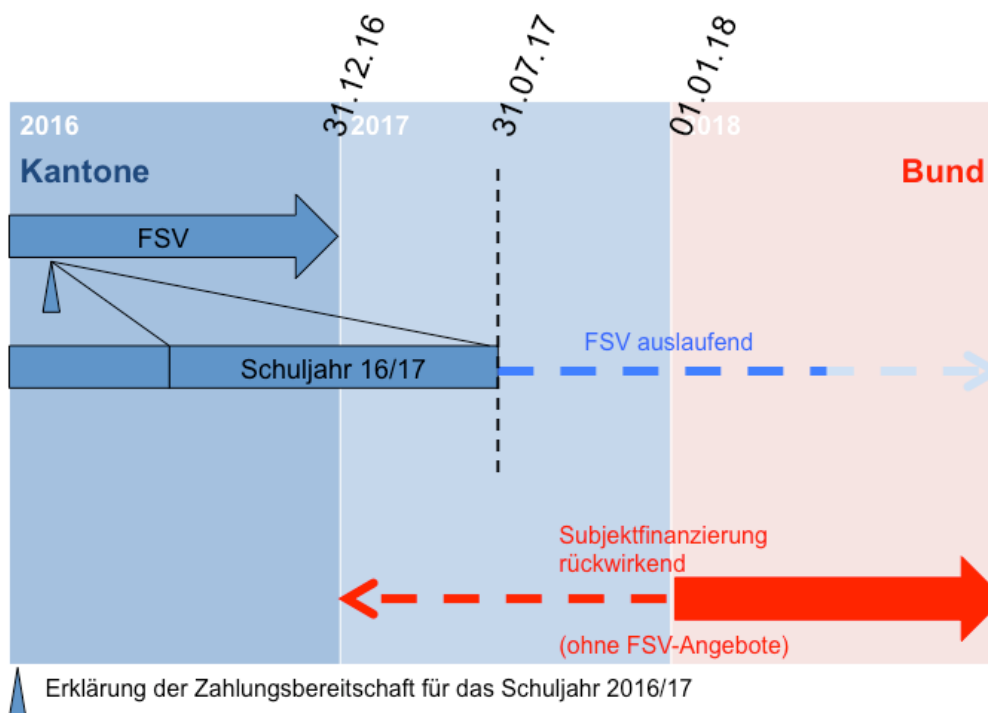 31.12.16
31.07.17
01.01.18
2016
2017
2018
Kantone
Bund
FSV
Schuljahr 16/17
FSV auslaufend
Subjektfinanzierung
rückwirkend
(ohne FSV-Angebote)
Erklärung der Zahlungsbereitschaft für das Schuljahr 2016/17